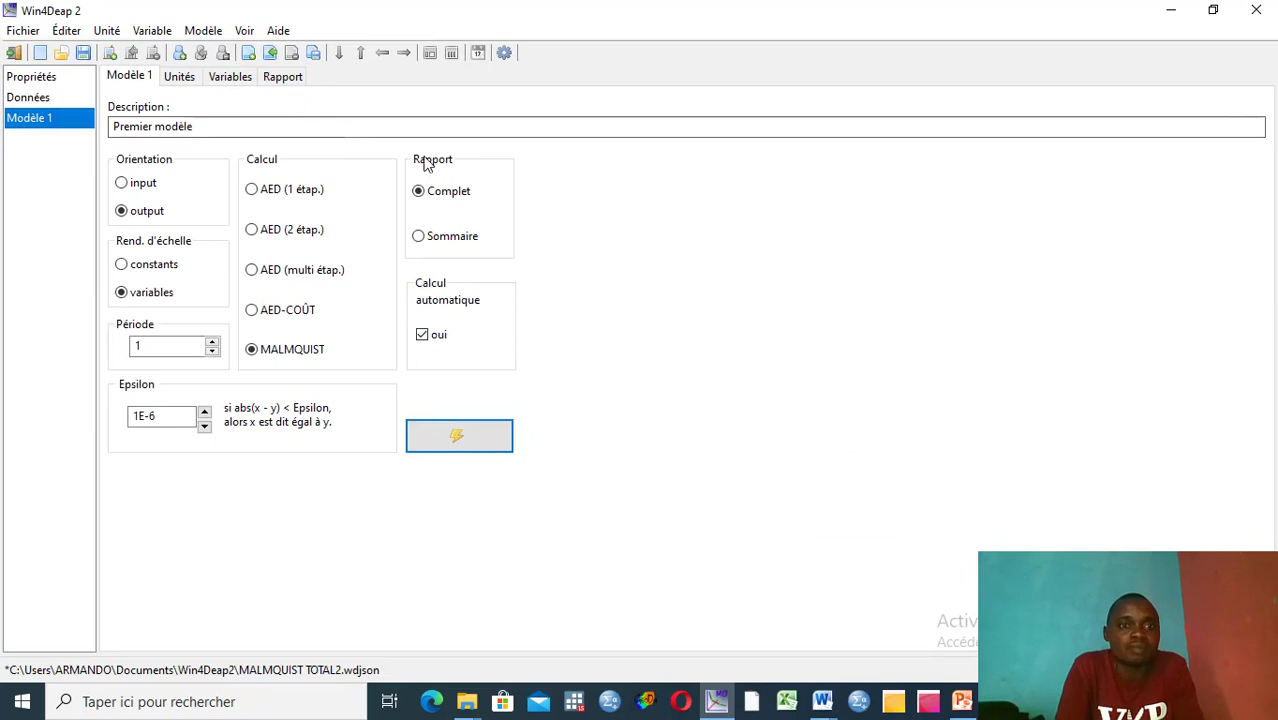 Win4Deap 2
Fichier Éditer Unité Variable Modèle Voir Aide
Propriétés
Données
Modèle 1
Modèle 1 Unités Variables Rapport
Description :
Premier modèle
Orientation
input
output
Rend. d'échelle
constants
variables
Période
1
Calcul
AED (1 étap.)
AED (2 étap.)
AED (multi étap.)
AED-COÛT
MALMQUIST
Rapport
Complet
Sommaire
Calcul
automatique
oui
Epsilon
1E-6
si abs(x - y) < Epsilon,
alors x est dit égal à y.
Activ
Accéde
*C:\Users\ARMANDO\Documents\Win4Deap2\MALMQUIST TOTAL2.wdjson
Taper ici pour rechercher